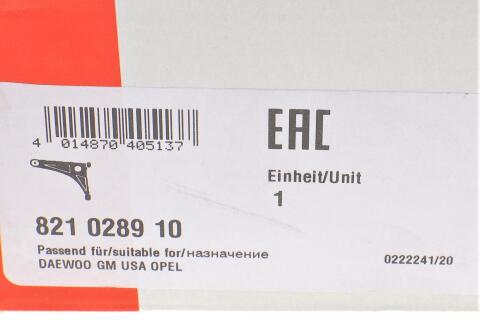 4 014870 405137
EAC
Einheit/Unit
1
821 0289 10
Passend für/suitable for/назначение
DAEWOO GM USA OPEL
0222241/20